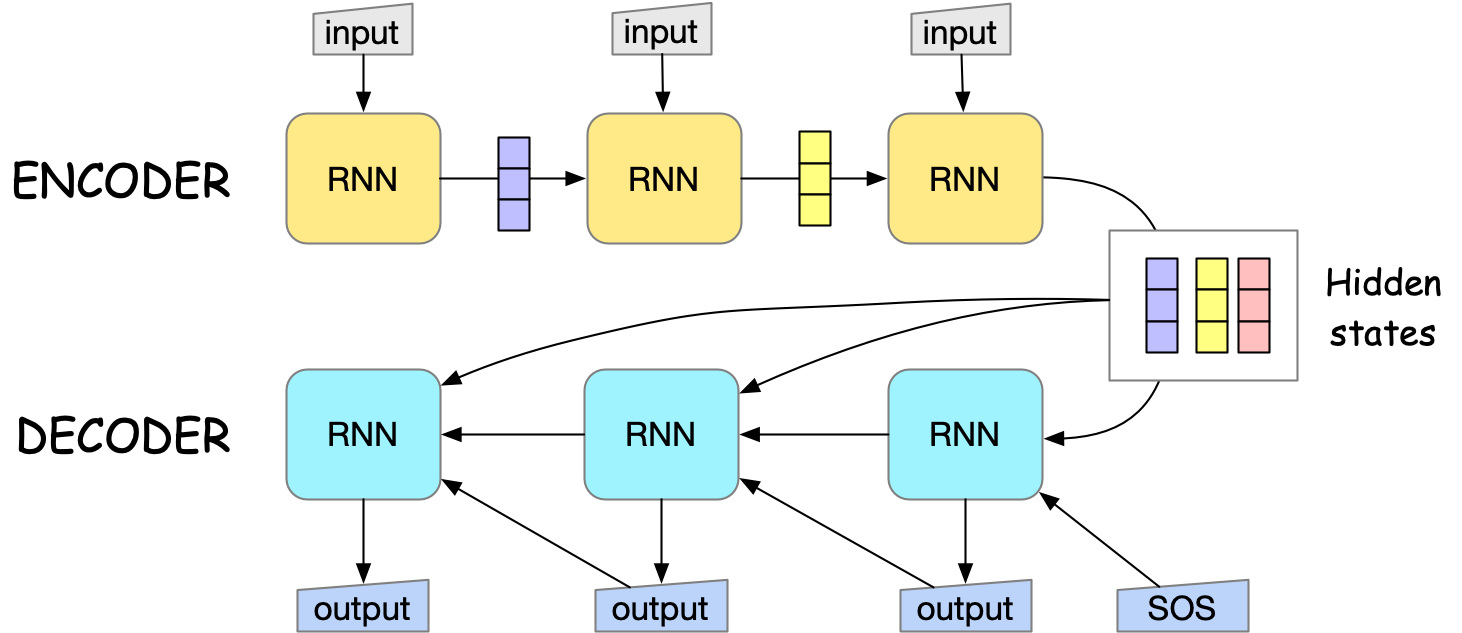 input
input
input
ENCODER
RNN
RNN
RNN
Hidden
states
DECODER
RNN
RNN
RNN
output
output
output
SOS